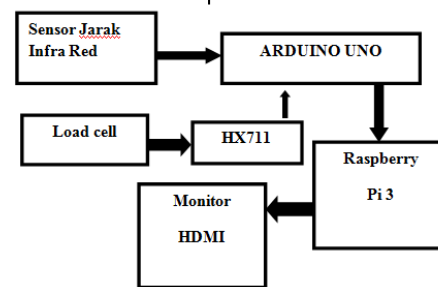 Sensor Jarak
Infra Red
ARDUINO UNO
Load cell
HX711
Raspberry
Pi 3
Monitor
HDMI